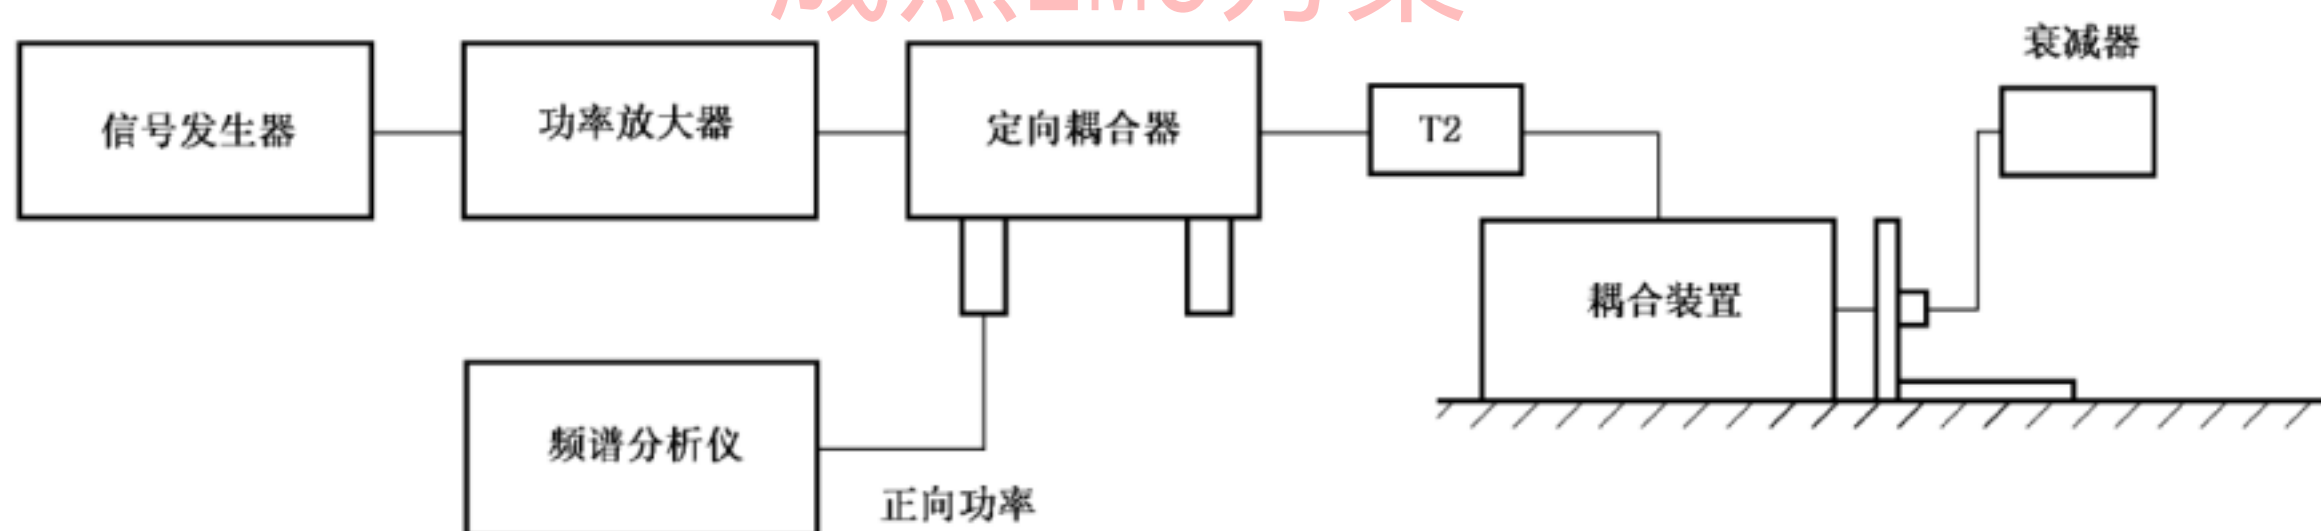 衰减器
信号发生器
功率放大器
定向耦合器
T2
耦合装置
频谱分析仪
正向功率